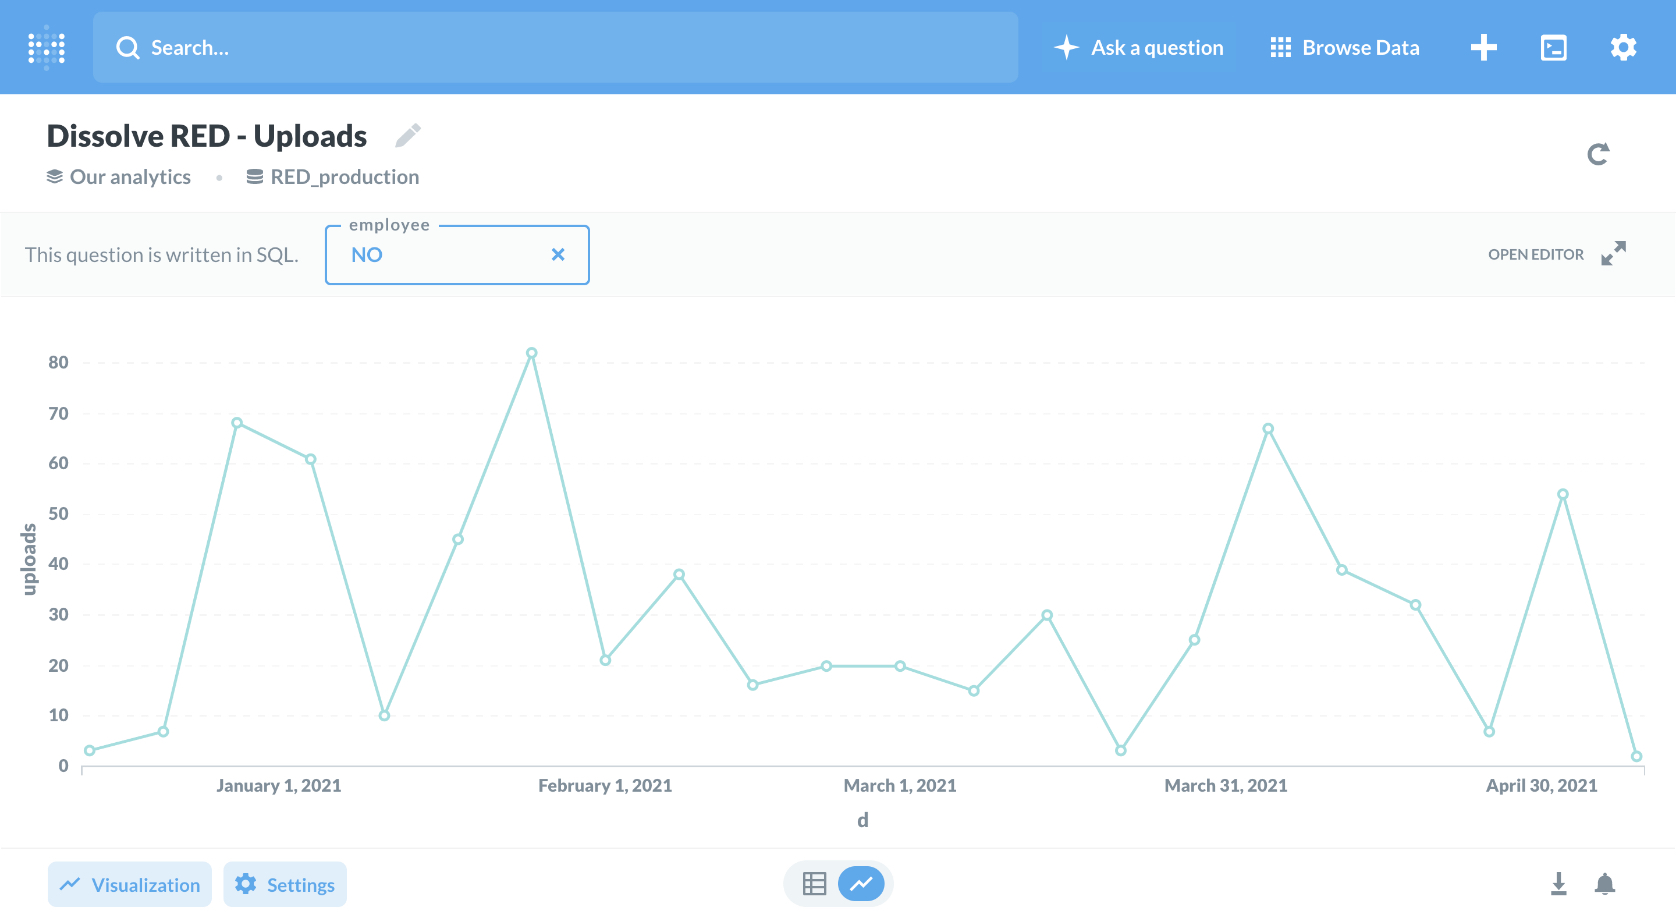 Search...
Ask a question
Browse Data
Dissolve RED - Uploads
Our analytics • RED_production
employee
This question is written in SQL.
NO
OPEN EDITOR
80
70
60
50
40
30
20
10
0
uploads
January 1, 2021
February 1, 2021
March 1, 2021
March 31, 2021
April 30, 2021
d
Visualization
Settings